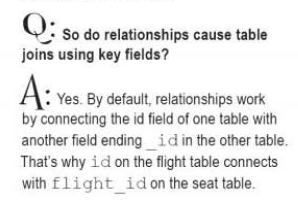 Q: So do relationships cause table
joins using key fields?
A: Yes. By default, relationships work
by connecting the id field of one table with
another field ending _id in the other table.
That's why id on the flight table connects
with flight_id on the seat table.